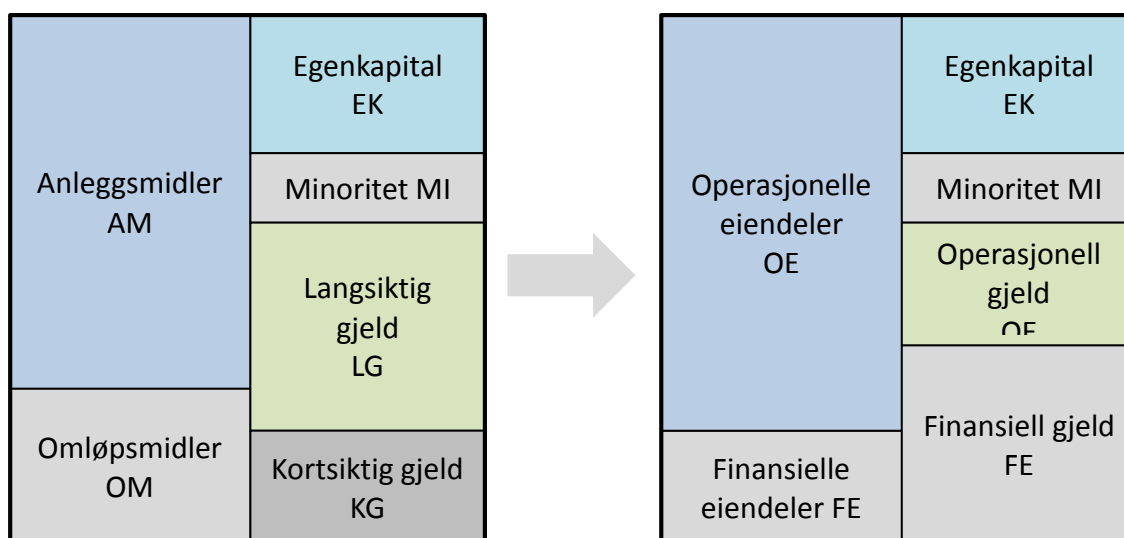 Anleggsmidler
AM
Omløpsmidler
OM
Egenkapital
EK
Minoritet MI
Langsiktig
gjeld
LG
Kortsiktig gjeld
KG
Operasjonelle
eiendeler
OE
Finansielle
eiendeler FE
Egenkapital
EK
Minoritet MI
Operasjonell
gjeld
Finansiell gjeld
FE